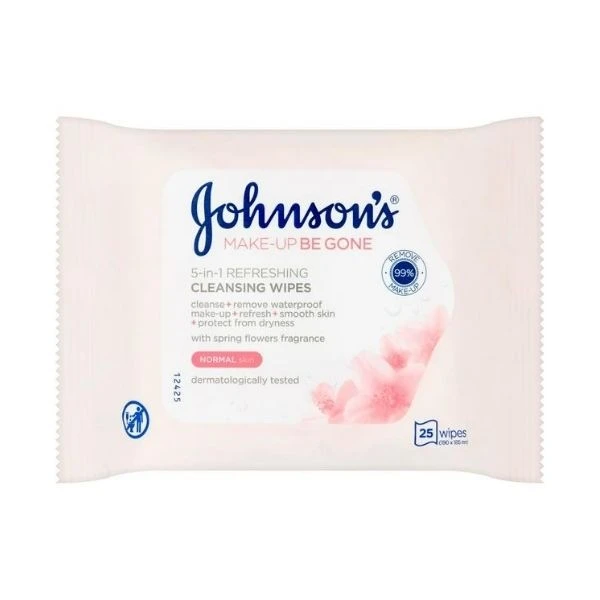 Johnson's®
MAKE-UP BE GONE
5-in-1 REFRESHING
CLEANSING WIPES
cleanse + remove waterproof
make-up + refresh + smooth skin
+ protect from dryness
with spring flowers fragrance
NORMAL skin
dermatologically tested
REMOVE
99%
MAKE-UP
12425
25 wipes